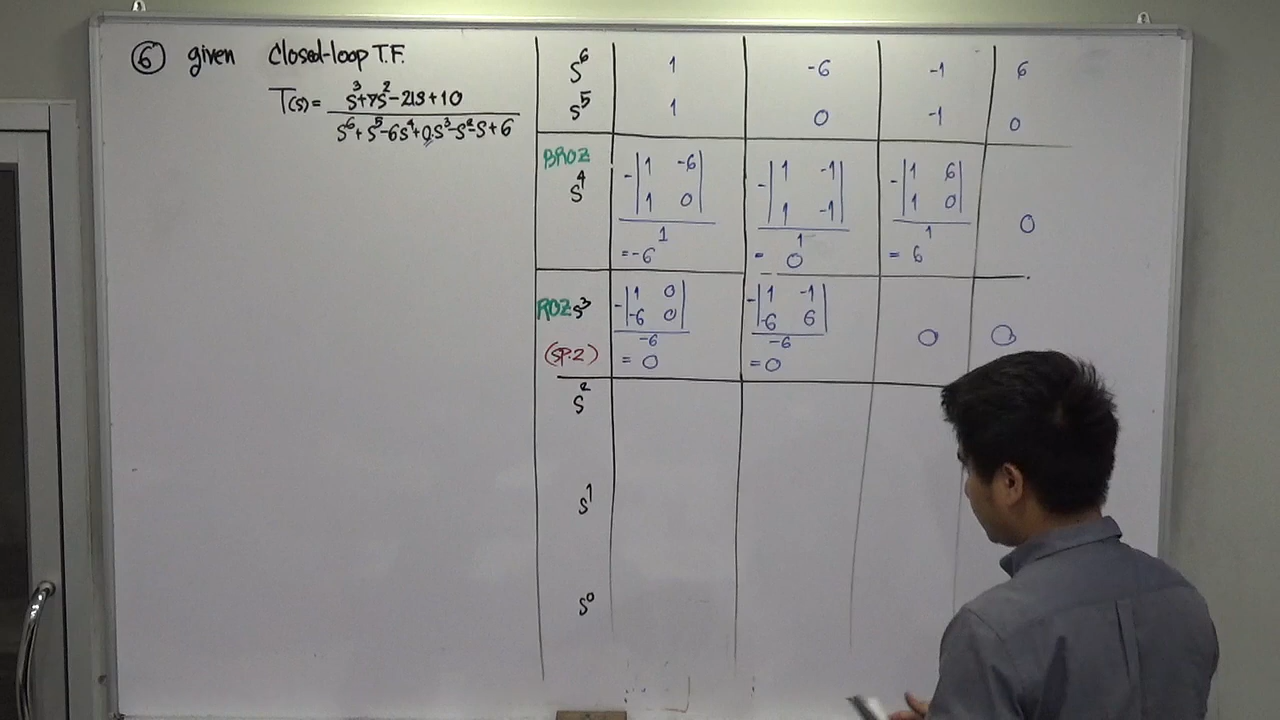 ⑥ given Closed-loop T.F.
T(s) = s³+7s²-21s+10
s⁶+s⁵-6s⁴+0s³-s²-s+6
s⁶ 1 -6 -1 6
s⁵ 1 0 -1 0
BROZ
s⁴ -|1 -6| -|1 -1| -|1 6|
|1 0| |1 -1| |1 0| 0
1 1 1
= -6 = 0 = 6
ROZ s³ -|1 0| -|1 -1| 0 0
|-6 0| |-6 6|
(SP.2) -6 -6
= 0 = 0
s²
s¹
s⁰